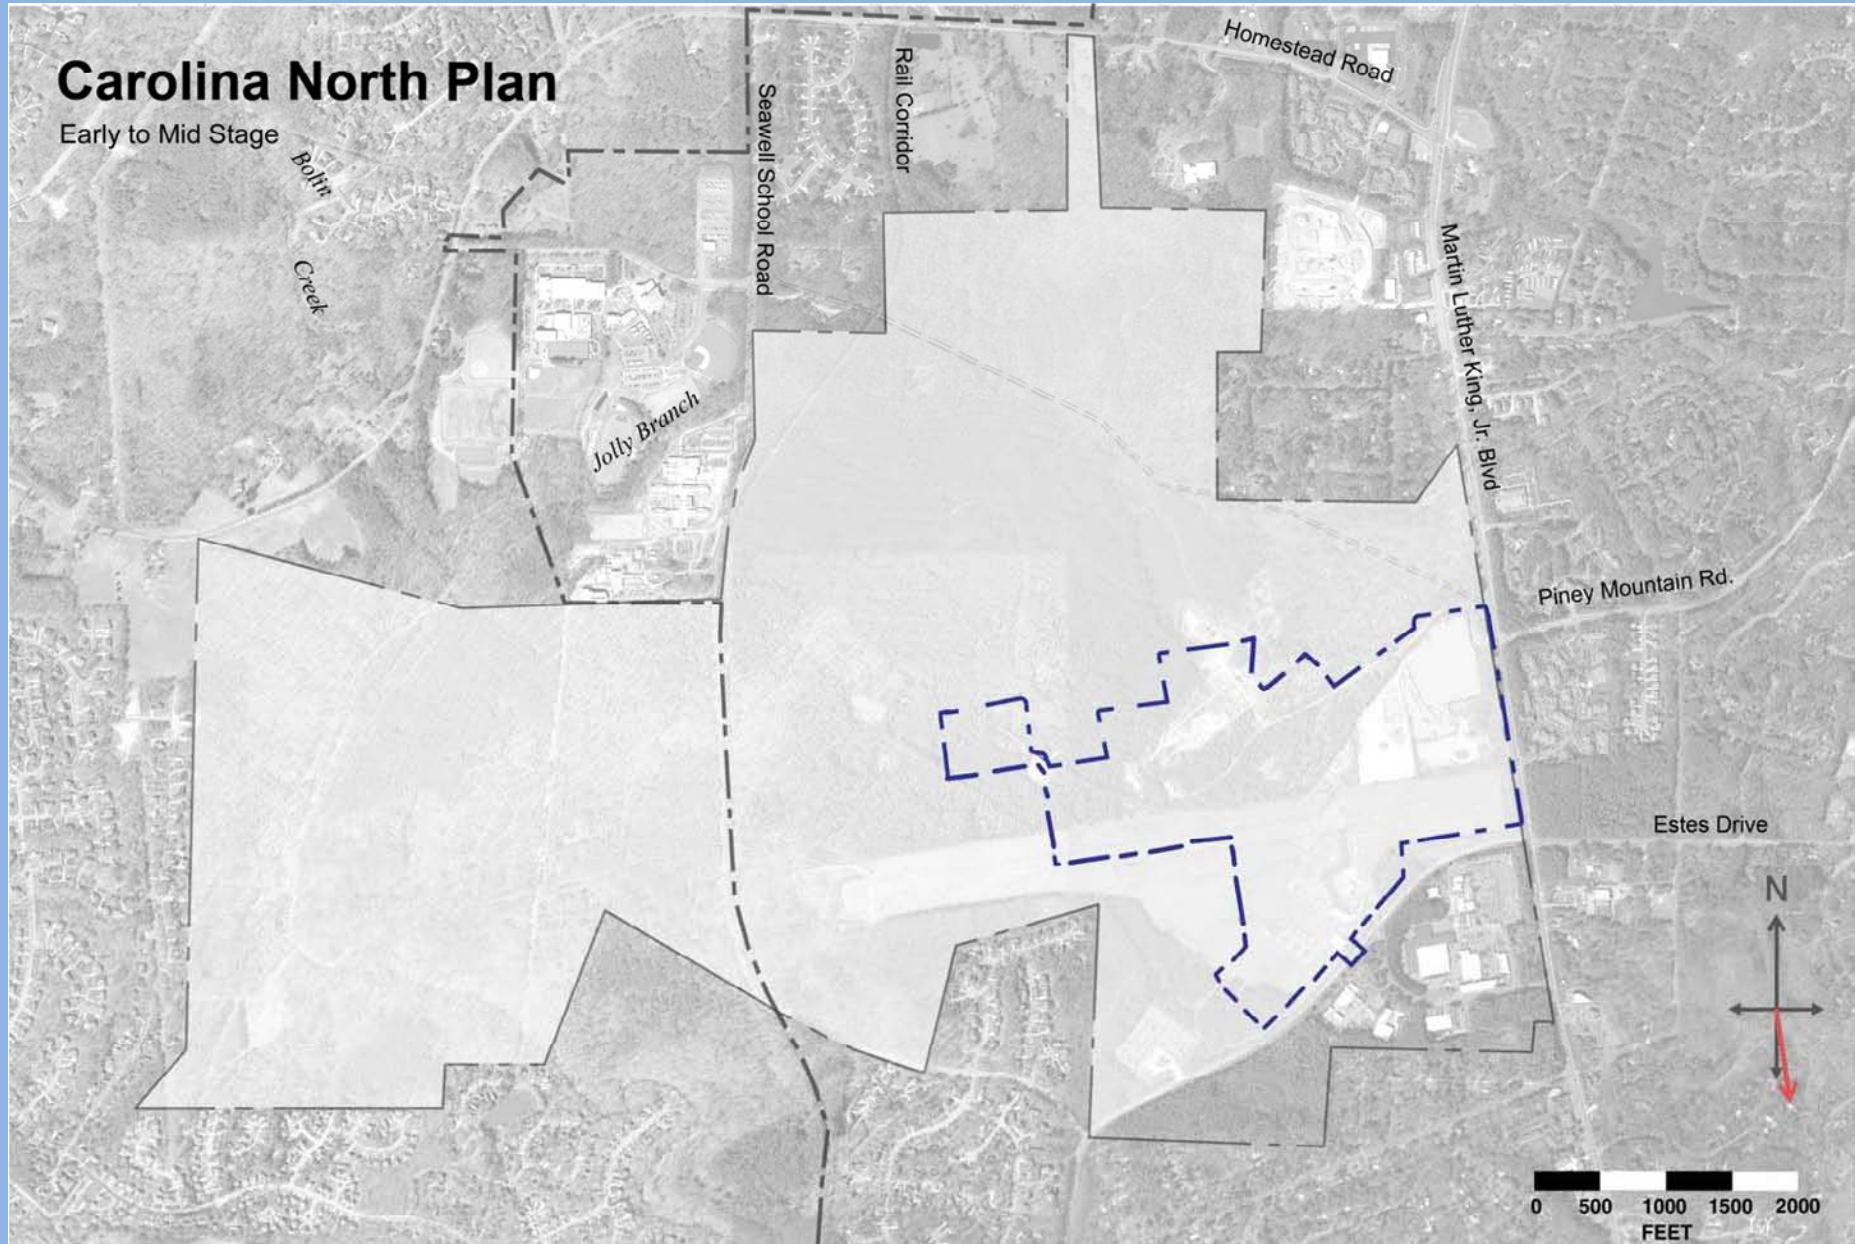 Carolina North Plan
Early to Mid Stage
Homestead Road
Rail Corridor
Seawell School Road
Bolin
Creek
Martin Luther King, Jr. Blvd
Jolly Branch
Piney Mountain Rd.
Estes Drive
N
0 500 1000 1500 2000
FEET